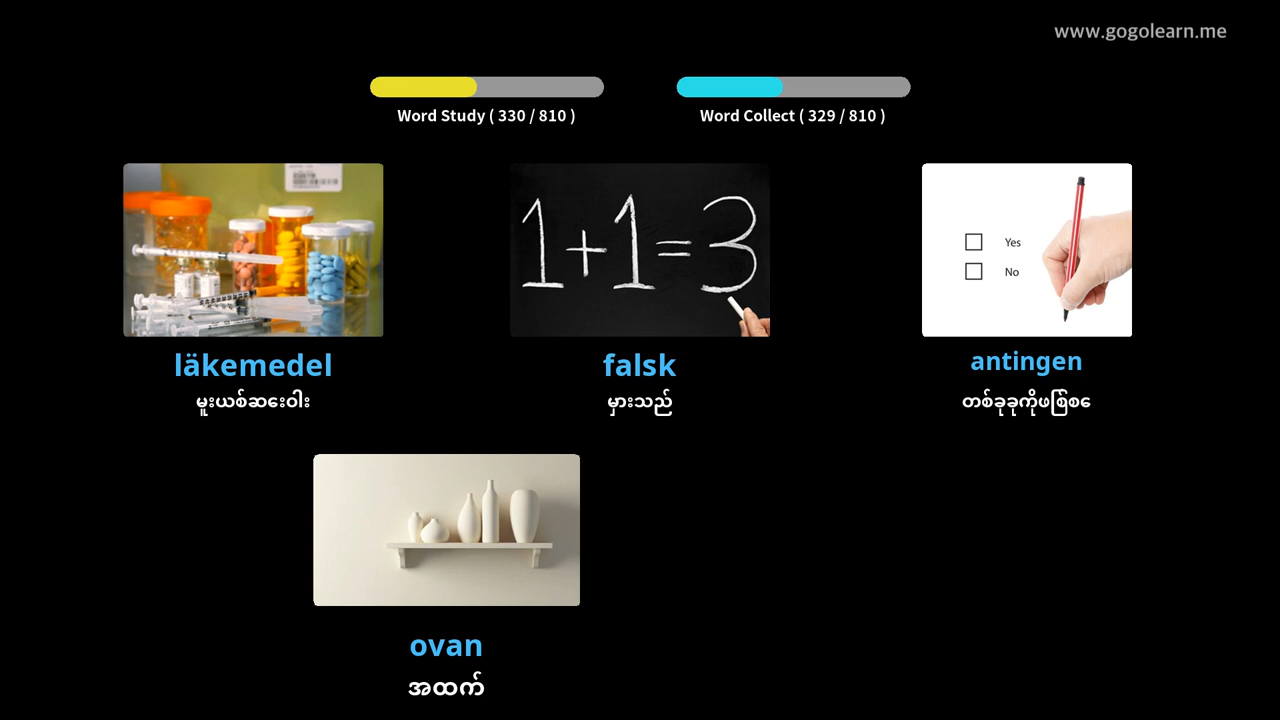 www.gogolearn.me
Word Study ( 330 / 810 )
Word Collect ( 329 / 810 )
1+1=3
Yes
No
läkemedel
falsk
antingen
မူးယစ်ဆေးဝါး
မှားသည်
တစ်ခုခုကိုဖြစ်စေ
ovan
အထက်